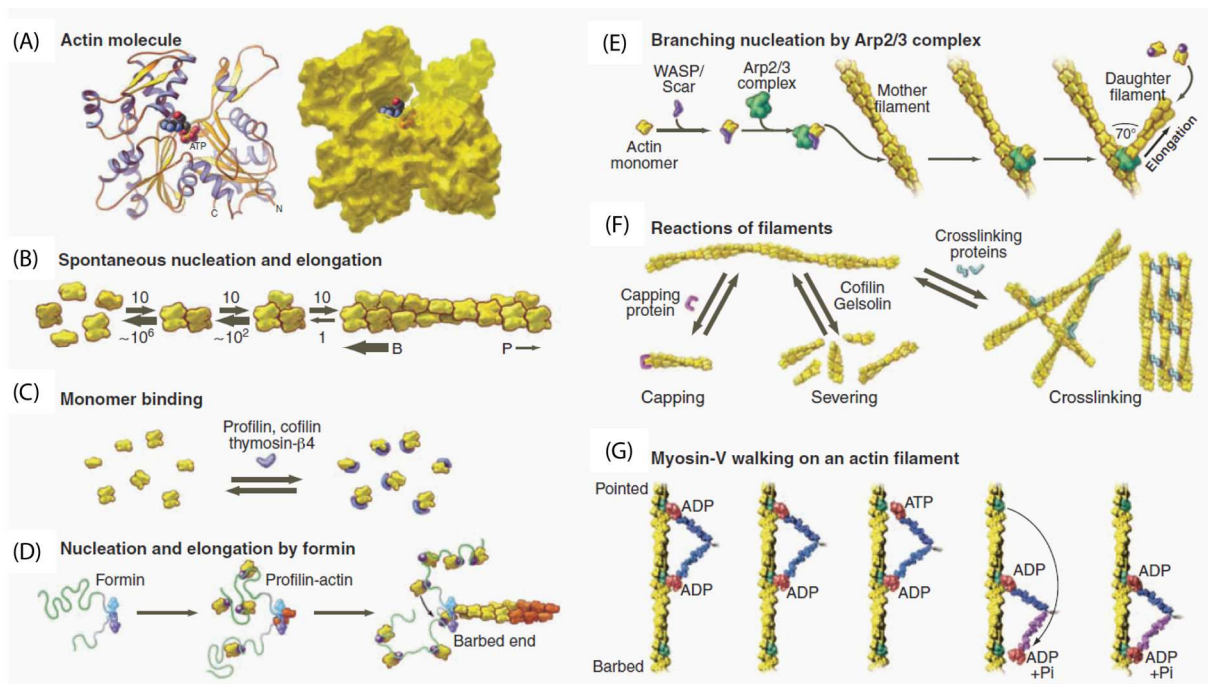 (A)
Actin molecule
ATP
C
N
(B)
Spontaneous nucleation and elongation
10
10
10
~10⁶
~10²
1
B
P
(C)
Monomer binding
Profilin, cofilin
thymosin-β4
(D)
Nucleation and elongation by formin
Formin
Profilin-actin
Barbed end
(E)
Branching nucleation by Arp2/3 complex
WASP/
Scar
Arp2/3
complex
Actin
monomer
Mother
filament
Daughter
filament
70°
Elongation
(F)
Reactions of filaments
Capping
protein
Cofilin
Gelsolin
Crosslinking
proteins
Capping
Severing
Crosslinking
(G)
Myosin-V walking on an actin filament
Pointed
ADP
ADP
ATP
ADP
ADP
ADP
ADP
ADP
ADP
+Pi
ADP
+Pi
Barbed